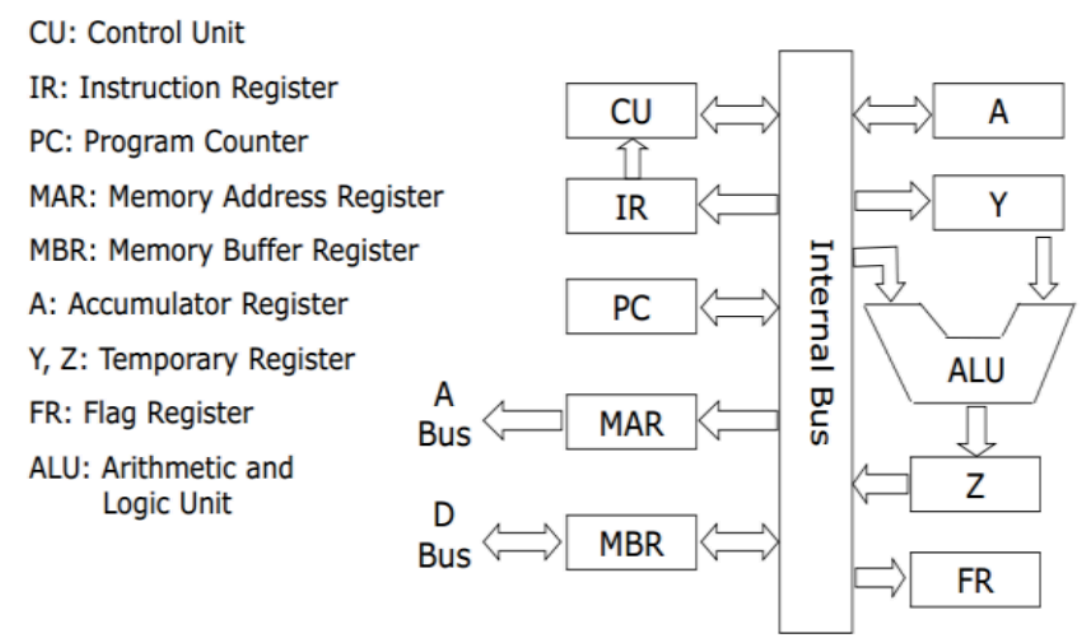 CU: Control Unit
IR: Instruction Register
PC: Program Counter
MAR: Memory Address Register
MBR: Memory Buffer Register
A: Accumulator Register
Y, Z: Temporary Register
FR: Flag Register
ALU: Arithmetic and
Logic Unit
CU
IR
PC
A
Bus
MAR
D
Bus
MBR
Internal Bus
A
Y
ALU
Z
FR